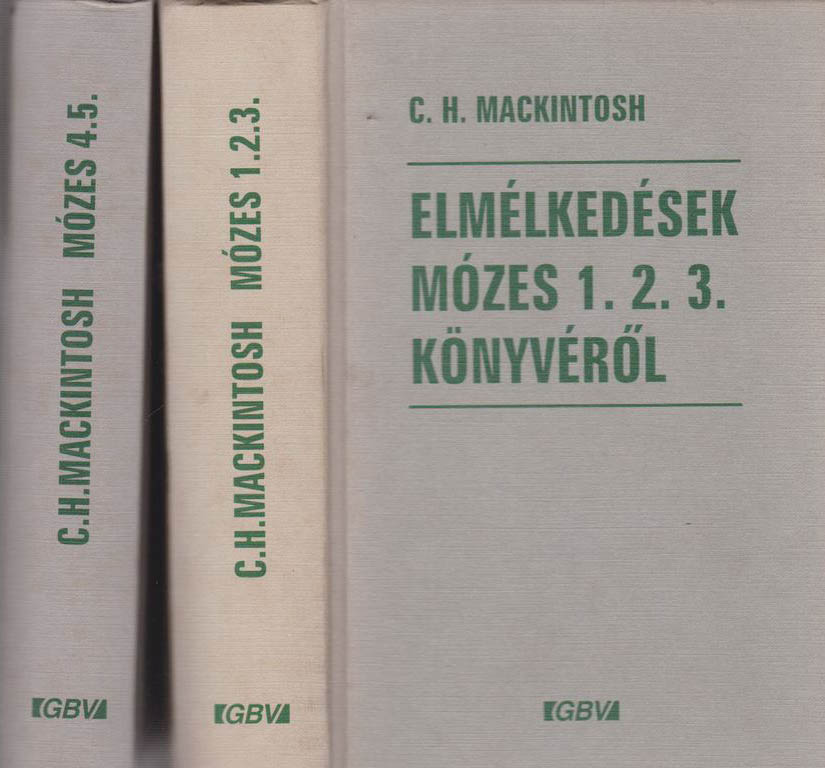 C.H.MACKINTOSH MÓZES 4.5.
GBV
C.H.MACKINTOSH MÓZES 1.2.3.
GBV
C. H. MACKINTOSH
ELMÉLKEDÉSEK
MÓZES 1. 2. 3.
KÖNYVÉRŐL
GBV